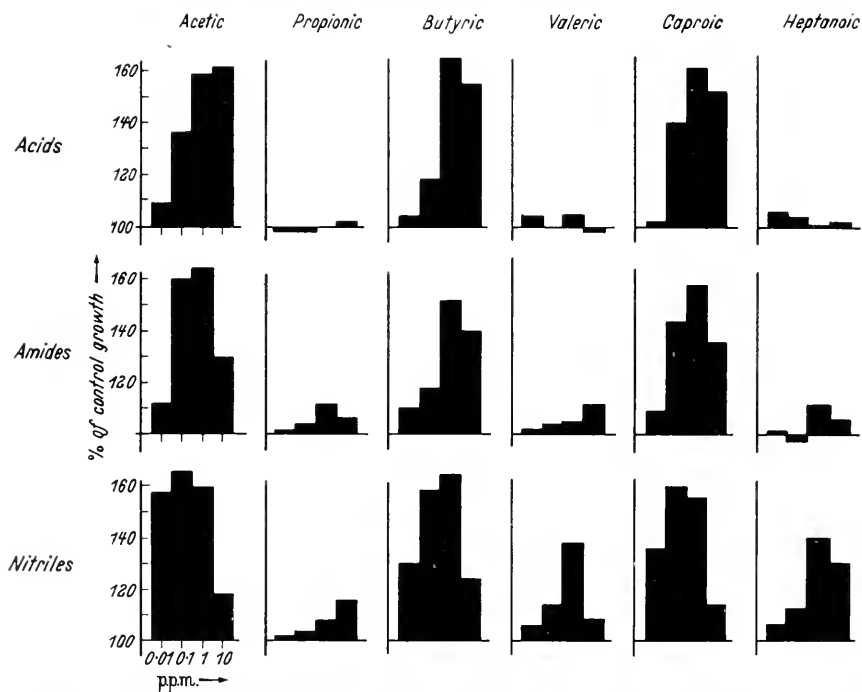 Acetic Propionic Butyric Valeric Caproic Heptanoic
Acids
160
140
120
100
Amides
160
140
120
Nitriles
160
140
120
100
% of control growth →
0·01 0·1 1 10
p.p.m. →